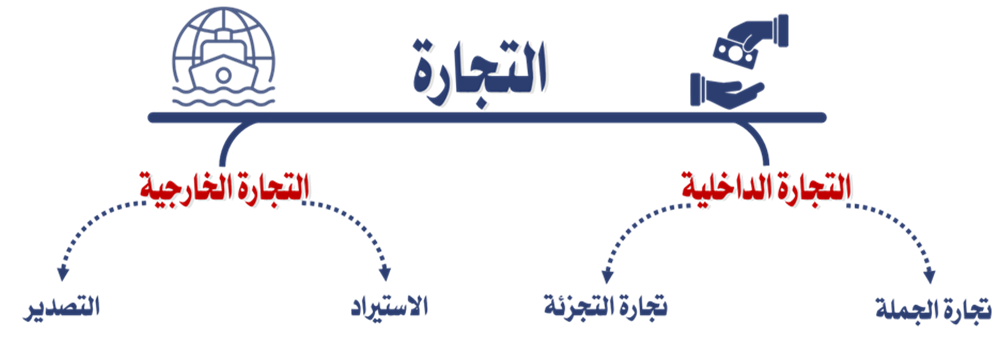 التجارة
التجارة الداخلية
التجارة الخارجية
تجارة الجملة
تجارة التجزئة
الاستيراد
التصدير